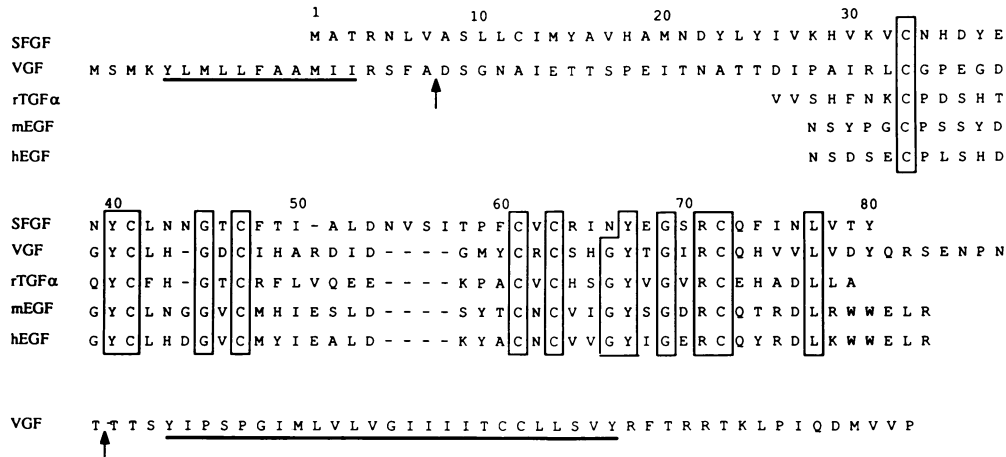 1 10 20 30
SFGF M A T R N L V A S L L C I M Y A V H A M N D Y L Y I V K H V K V C N H D Y E
VGF M S M K Y L M L L F A A M I I R S F A D S G N A I E T T S P E I T N A T T D I P A I R L C G P E G D
rTGFα V V S H F N K C P D S H T
mEGF N S Y P G C P S S Y D
hEGF N S D S E C P L S H D
40 50 60 70 80
SFGF N Y C L N N G T C F T I - A L D N V S I T P F C V C R I N Y E G S R C Q F I N L V T Y
VGF G Y C L H - G D C I H A R D I D - - - - G M Y C R C S H G Y T G I R C Q H V V L V D Y Q R S E N P N
rTGFα Q Y C F H - G T C R F L V Q E E - - - - K P A C V C H S G Y V G V R C E H A D L L A
mEGF G Y C L N G G V C M H I E S L D - - - - S Y T C N C V I G Y S G D R C Q T R D L R W W E L R
hEGF G Y C L H D G V C M Y I E A L D - - - - K Y A C N C V V G Y I G E R C Q Y R D L K W W E L R
VGF T T T S Y I P S P G I M L V L V G I I I I T C C L L S V Y R F T R R T K L P I Q D M V V P